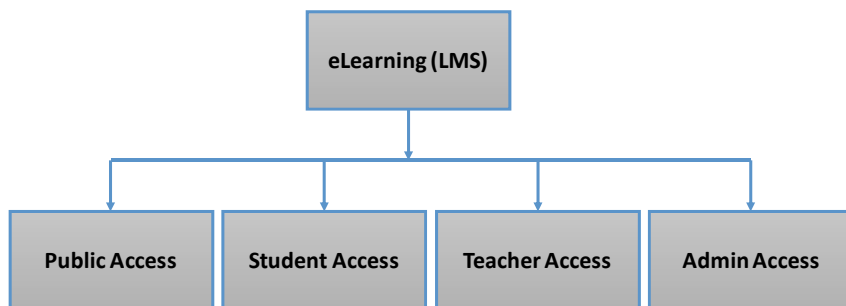 eLearning (LMS)
Public Access
Student Access
Teacher Access
Admin Access